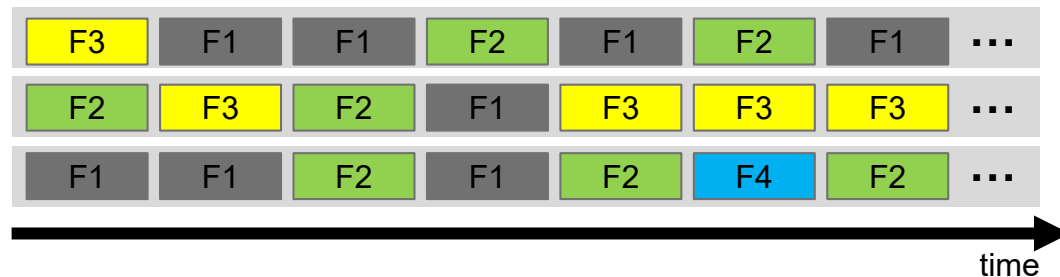 F3 F1 F1 F2 F1 F2 F1 ...
F2 F3 F2 F1 F3 F3 F3 ...
F1 F1 F2 F1 F2 F4 F2 ...
time